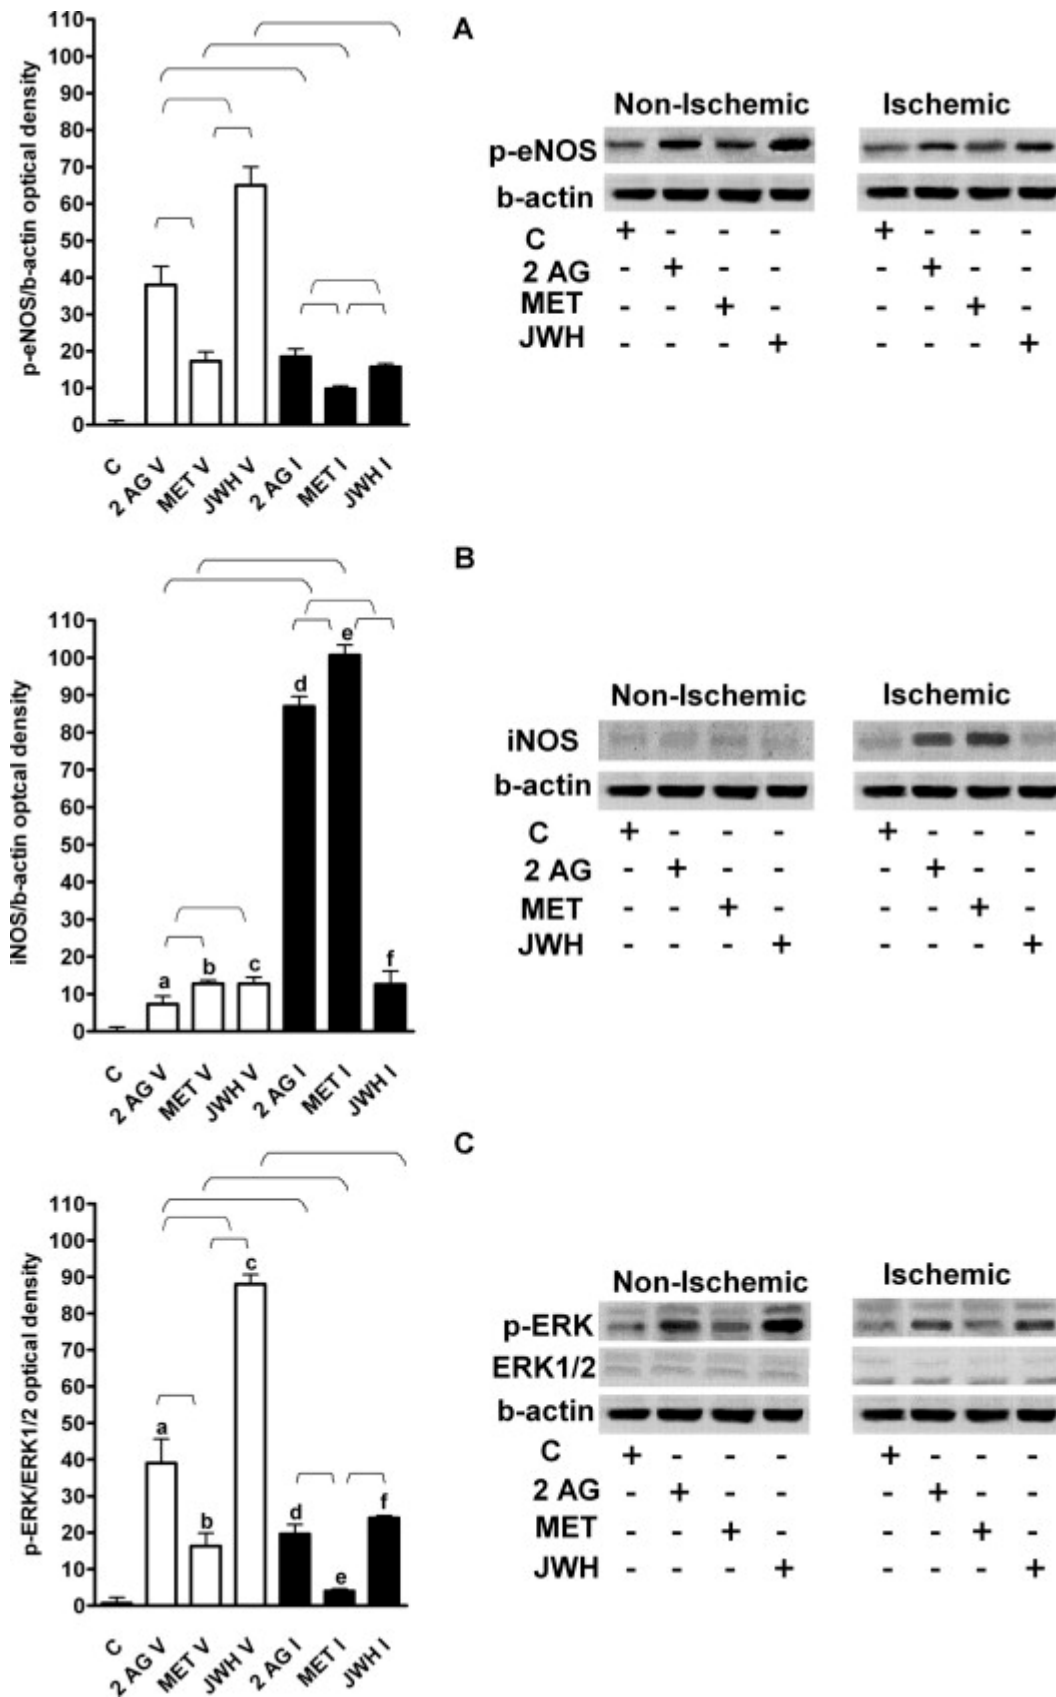 A
p-eNOS/b-actin optical density
110
100
90
80
70
60
50
40
30
20
10
0
C
2 AG V
MET V
JWH V
2 AG I
MET I
JWH I
Non-Ischemic Ischemic
p-eNOS
b-actin
C + - - - + - - -
2 AG - + - - - + - -
MET - - + - - - + -
JWH - - - + - - - +
B
iNOS/b-actin optcal density
110
100
90
80
70
60
50
40
30
20
10
0
a b c d e f
C
2 AG V
MET V
JWH V
2 AG I
MET I
JWH I
Non-Ischemic Ischemic
iNOS
b-actin
C + - - - + - - -
2 AG - + - - - + - -
MET - - + - - - + -
JWH - - - + - - - +
C
p-ERK/ERK1/2 optical density
110
100
90
80
70
60
50
40
30
20
10
0
a b c d e f
C
2 AG V
MET V
JWH V
2 AG I
MET I
JWH I
Non-Ischemic Ischemic
p-ERK
ERK1/2
b-actin
C + - - - + - - -
2 AG - + - - - + - -
MET - - + - - - + -
JWH - - - + - - - +